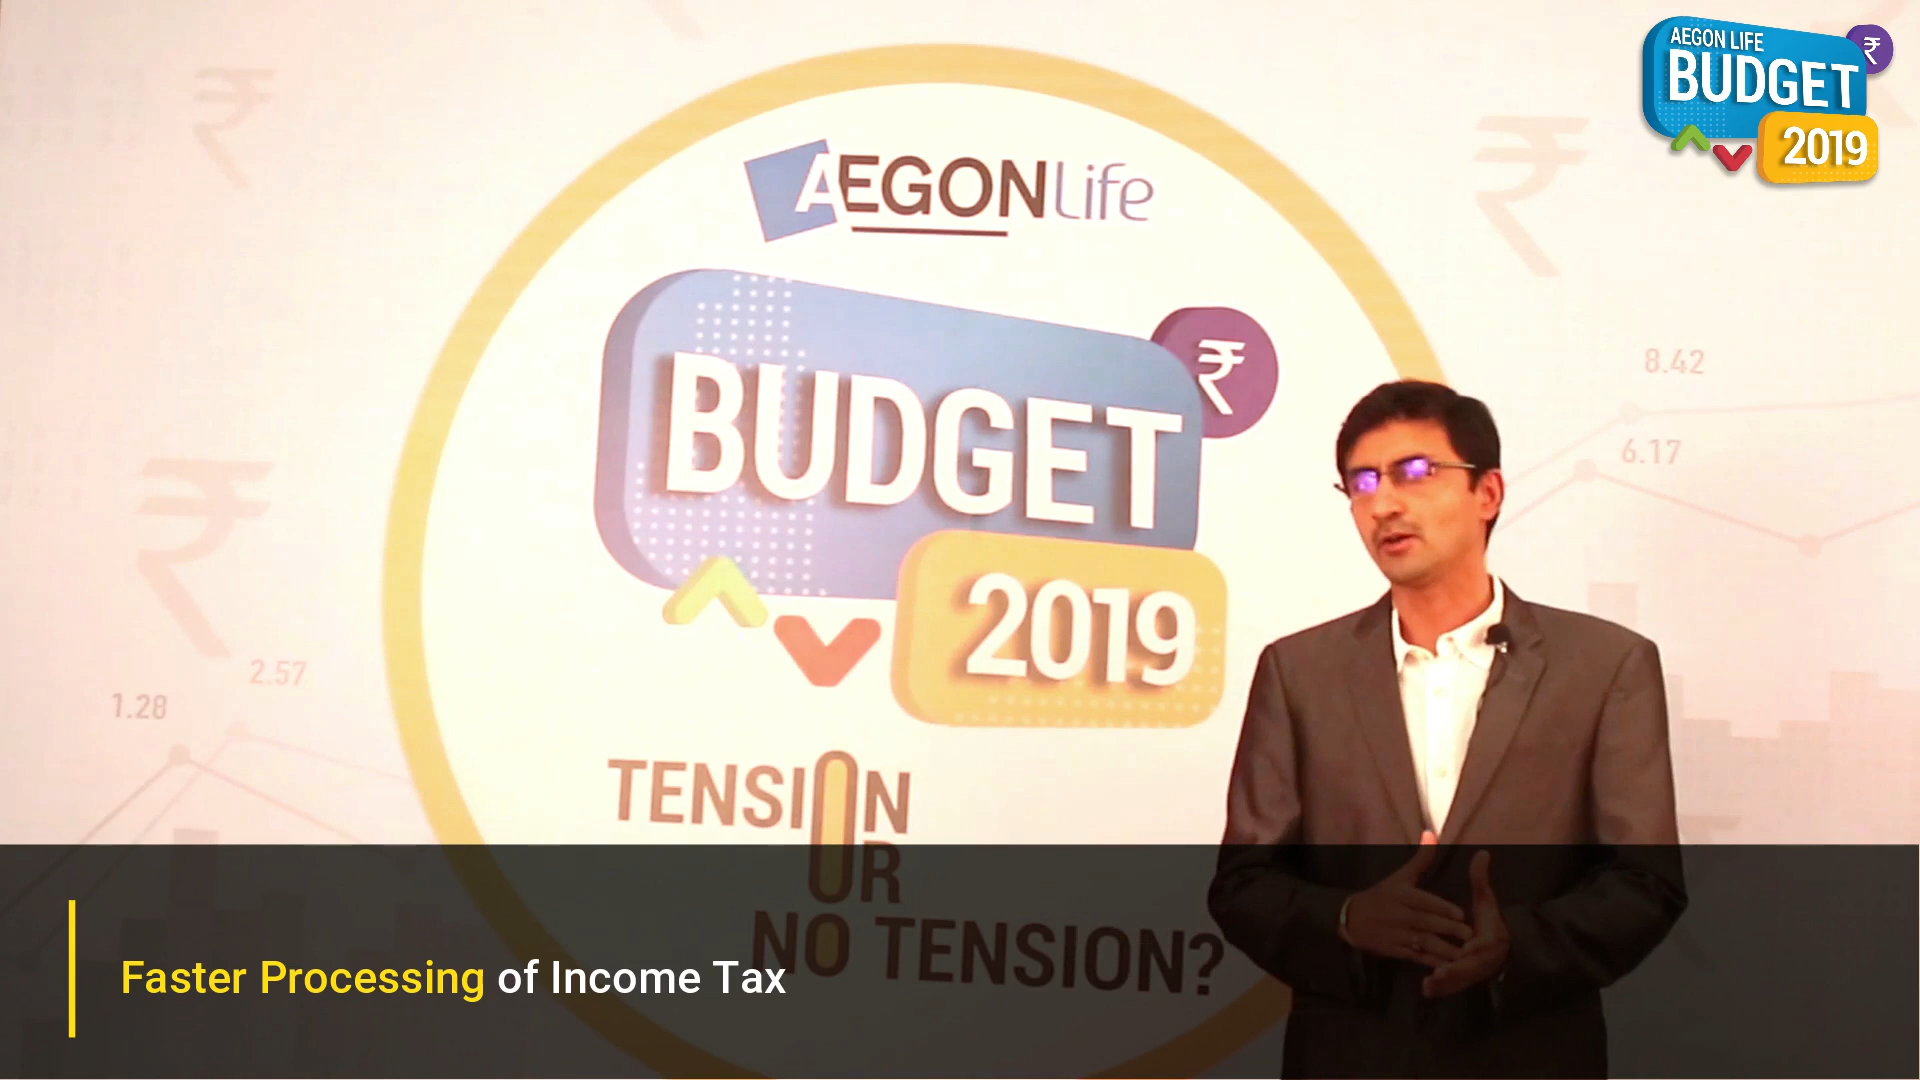 AEGON LIFE
BUDGET
₹
2019
AEGON Life
BUDGET
₹
2019
TENSION
OR
NO TENSION?
₹
₹
₹
8.42
6.17
2.57
1.28
Faster Processing of Income Tax